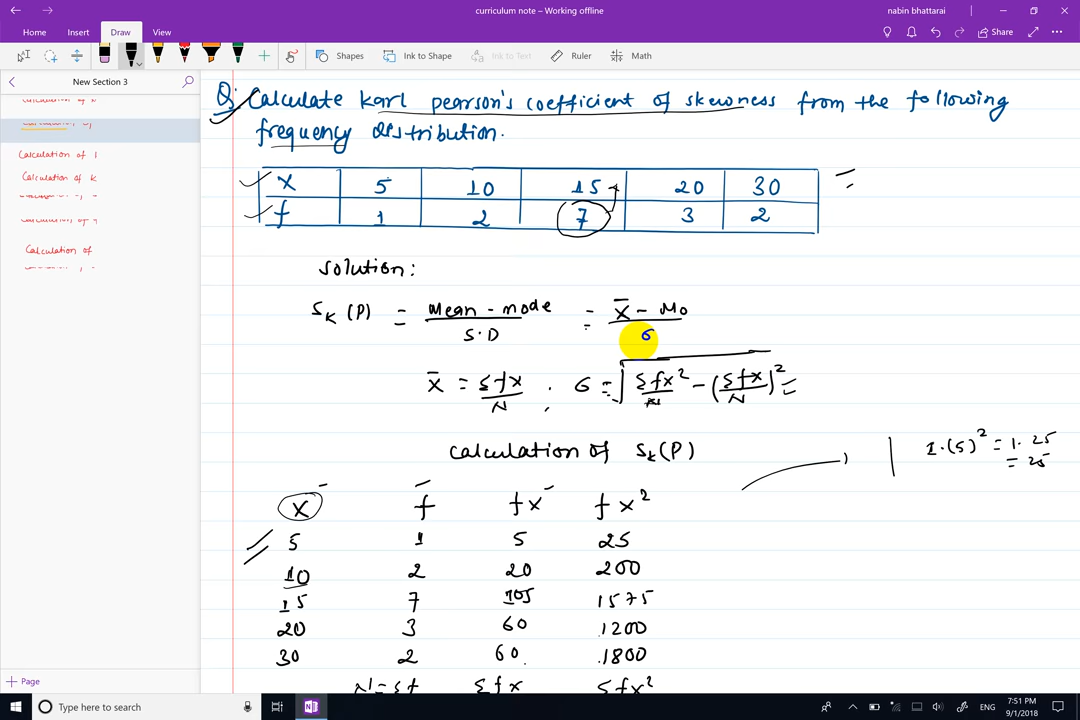 curriculum note – Working offline
nabin bhattarai
Home Insert Draw View
Share
Shapes Ink to Shape Ink to Text Ruler Math
New Section 3
Calculation of 1
Calculation of k
Calculation of
Q: Calculate Karl pearson's coefficient of skewness from the following
frequency distribution.
x 5 10 15 20 30
f 1 2 7 3 2
Solution:
Sk (P) = Mean - mode / S.D = x̄ - Mo / σ
x̄ = Σfx / N , σ = √ Σfx² / N - (Σfx / N)² =
Calculation of Sk(P)
1.(5)² = 1.25
= 25
x f fx fx²
5 1 5 25
10 2 20 200
15 7 105 1575
20 3 60 1200
30 2 60 1800
N = Σf Σfx Σfx²
+ Page
Type here to search
ENG
7:51 PM
9/1/2018